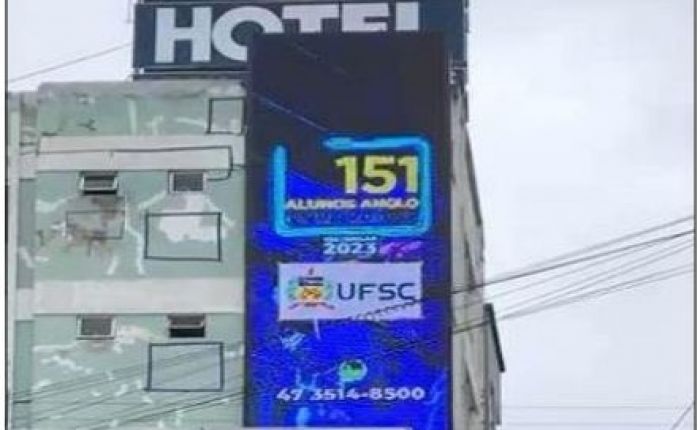 HOTEL
151
ALUNOS ANGLO
2023
UFSC
47 3514-8500